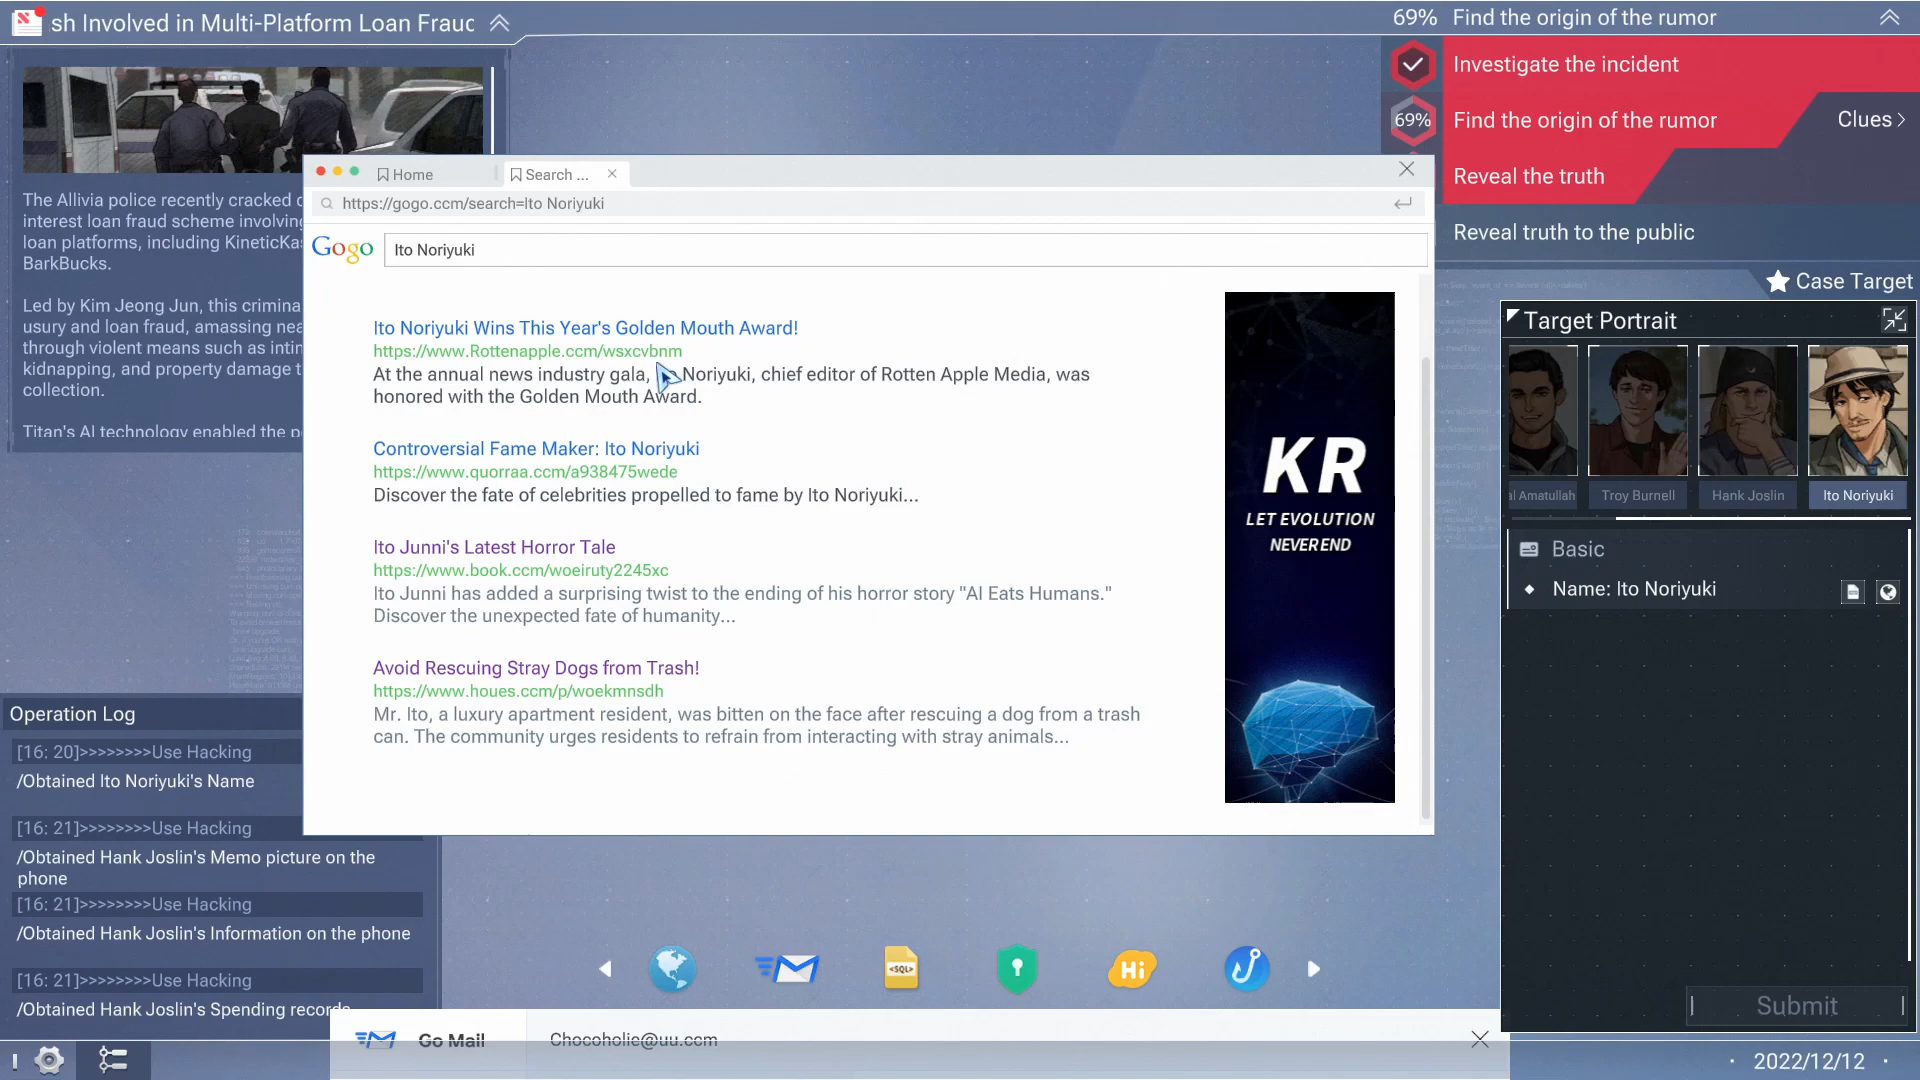 sh Involved in Multi-Platform Loan Frauc
The Allivia police recently cracked
interest loan fraud scheme involving
loan platforms, including KineticKas
BarkBucks.
Led by Kim Jeong Jun, this crimina
usury and loan fraud, amassing nea
through violent means such as intin
kidnapping, and property damage t
collection.
Titan's AI technology enabled the p
69% Find the origin of the rumor
Investigate the incident
69% Find the origin of the rumor
Clues
Reveal the truth
Reveal truth to the public
Case Target
Target Portrait
al Amatullah
Troy Burnell
Hank Joslin
Ito Noriyuki
Basic
Name: Ito Noriyuki
Submit
Home
Search ...
https://gogo.ccm/search=Ito Noriyuki
Gogo
Ito Noriyuki
Ito Noriyuki Wins This Year's Golden Mouth Award!
https://www.Rottenapple.ccm/wsxcvbnm
At the annual news industry gala, Noriyuki, chief editor of Rotten Apple Media, was
honored with the Golden Mouth Award.
Controversial Fame Maker: Ito Noriyuki
https://www.quorraa.ccm/a938475wede
Discover the fate of celebrities propelled to fame by Ito Noriyuki...
Ito Junni's Latest Horror Tale
https://www.book.ccm/woeiruty2245xc
Ito Junni has added a surprising twist to the ending of his horror story "AI Eats Humans."
Discover the unexpected fate of humanity...
Avoid Rescuing Stray Dogs from Trash!
https://www.houes.ccm/p/woekmnsdh
Mr. Ito, a luxury apartment resident, was bitten on the face after rescuing a dog from a trash
can. The community urges residents to refrain from interacting with stray animals...
KR
LET EVOLUTION
NEVER END
Operation Log
[16: 20]>>>>>>>>Use Hacking
/Obtained Ito Noriyuki's Name
[16: 21]>>>>>>>>Use Hacking
/Obtained Hank Joslin's Memo picture on the
phone
[16: 21]>>>>>>>>Use Hacking
/Obtained Hank Joslin's Information on the phone
[16: 21]>>>>>>>>Use Hacking
/Obtained Hank Joslin's Spending records
<SQL>
Hi
Go Mail
Chocoholic@uu.ccm
2022/12/12